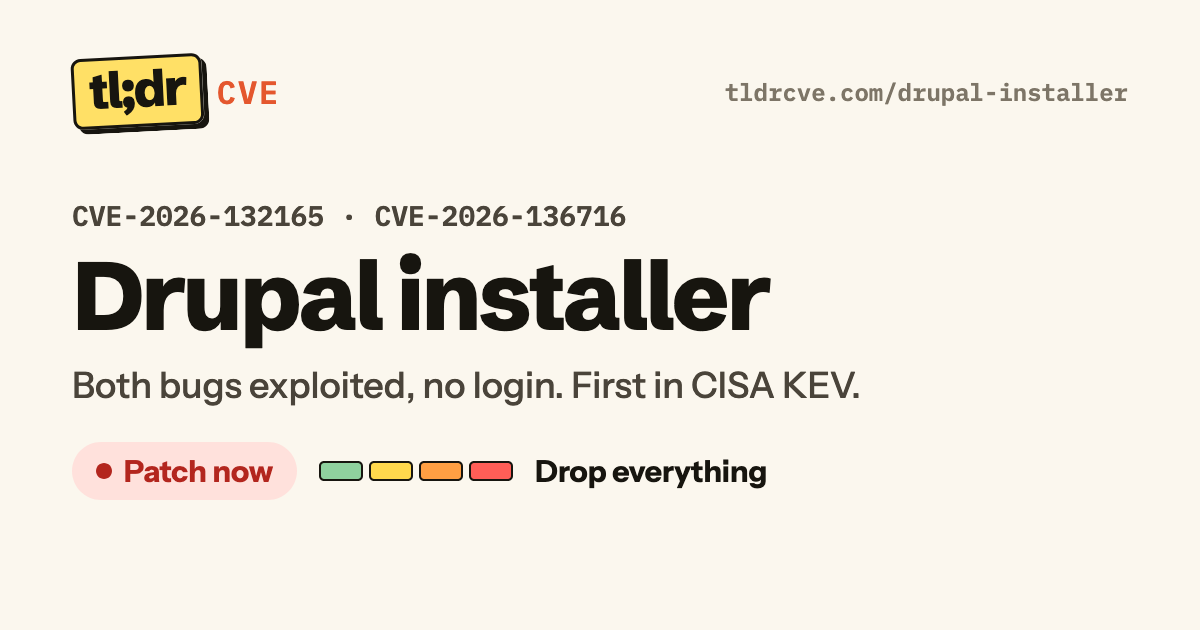 tl;dr CVE
tldrcve.com/drupal-installer
CVE-2026-132165 · CVE-2026-136716
Drupal installer
Both bugs exploited, no login. First in CISA KEV.
Patch now
Drop everything